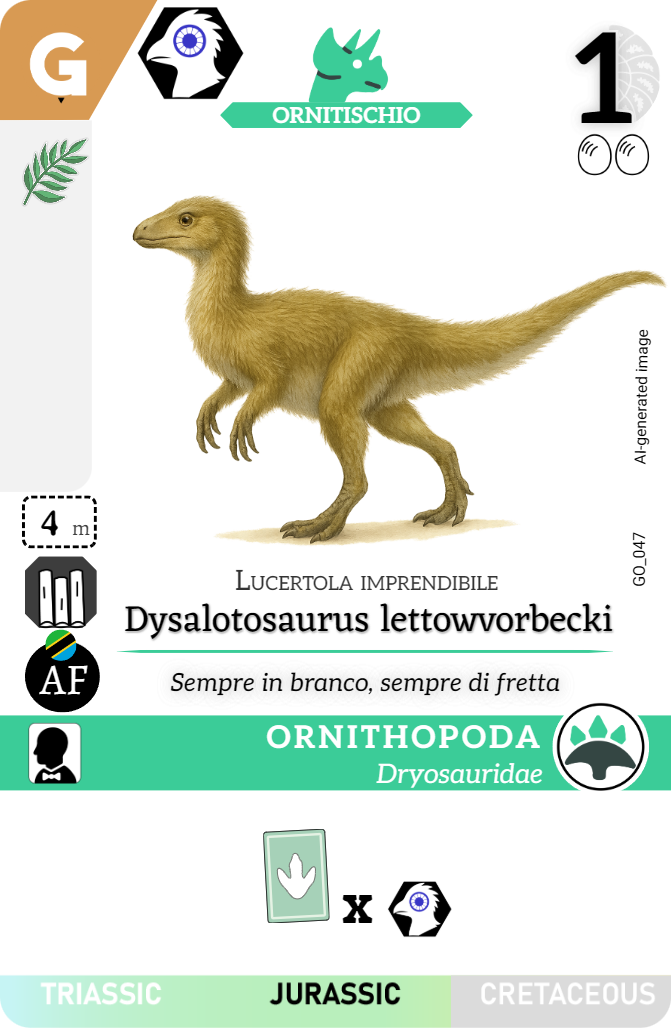 G
ORNITISCHIO
1
AI-generated image
4 m
GO_047
Lucertola imprendibile
Dysalotosaurus lettowvorbecki
AF
Sempre in branco, sempre di fretta
ORNITHOPODA
Dryosauridae
x
TRIASSIC JURASSIC CRETACEOUS